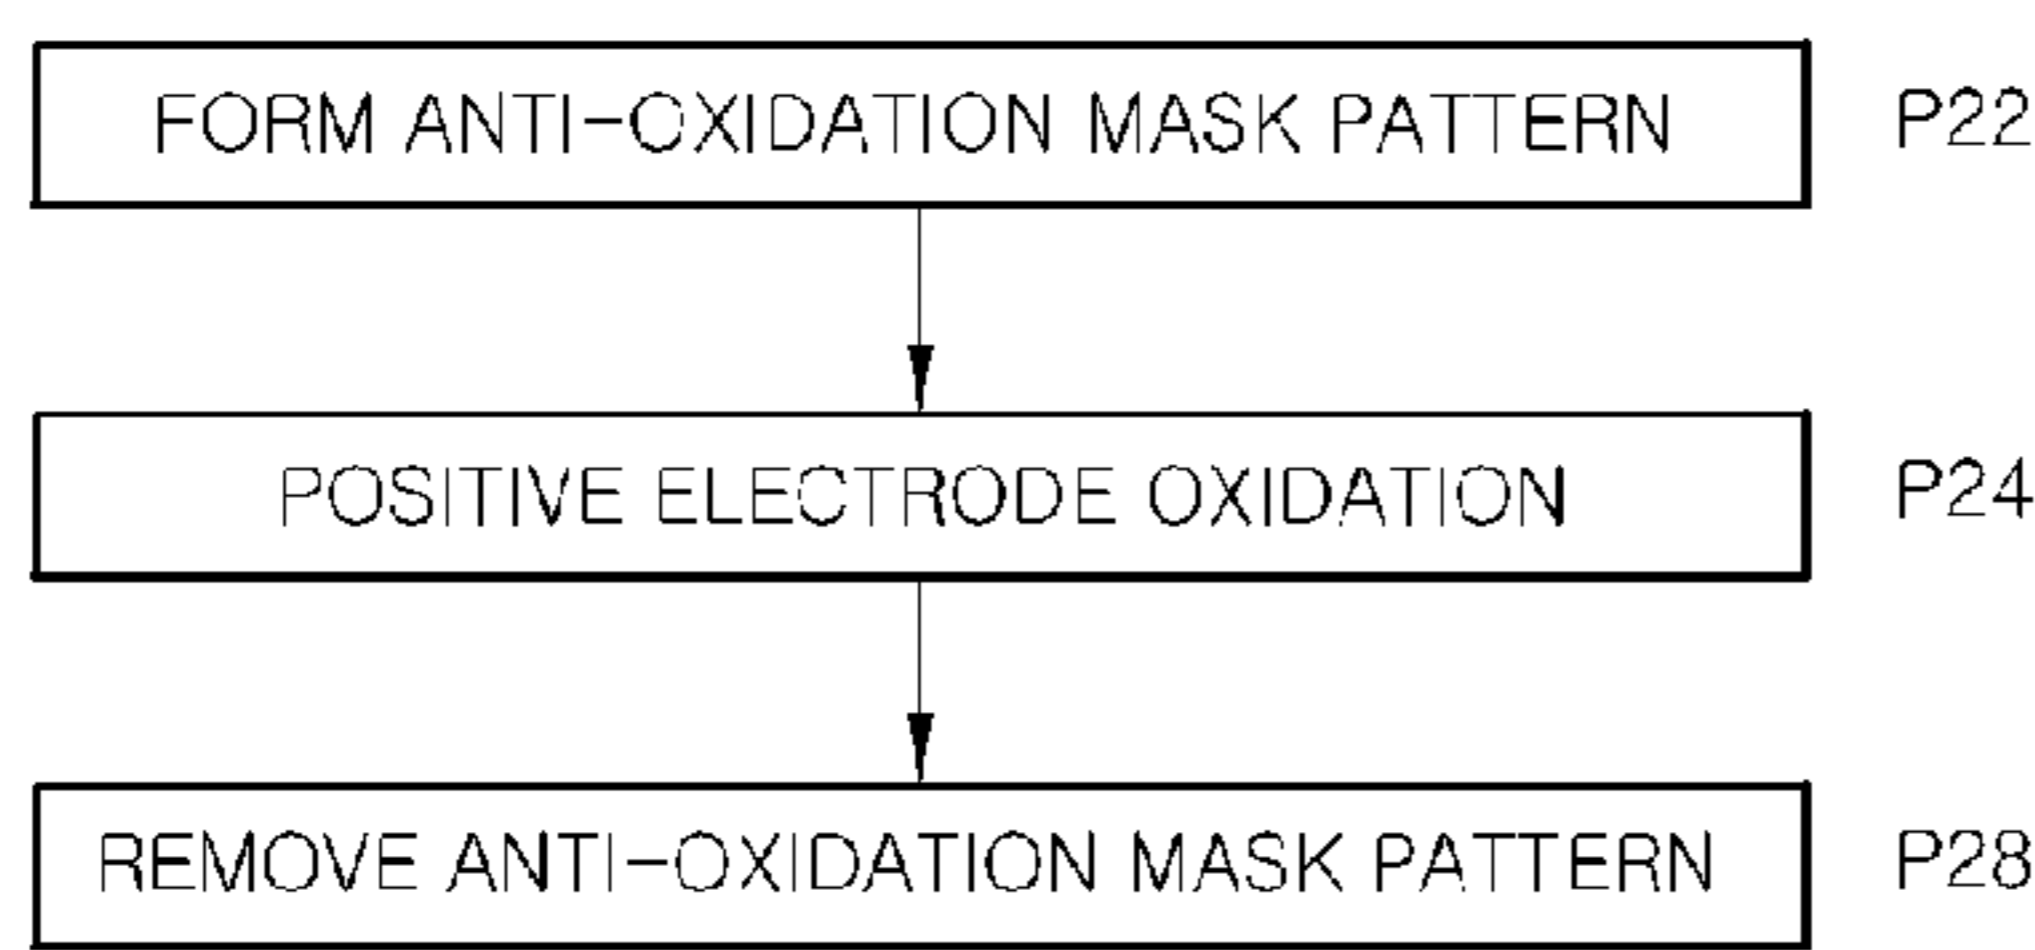 FORM ANTI-OXIDATION MASK PATTERN P22
POSITIVE ELECTRODE OXIDATION P24
REMOVE ANTI-OXIDATION MASK PATTERN P28